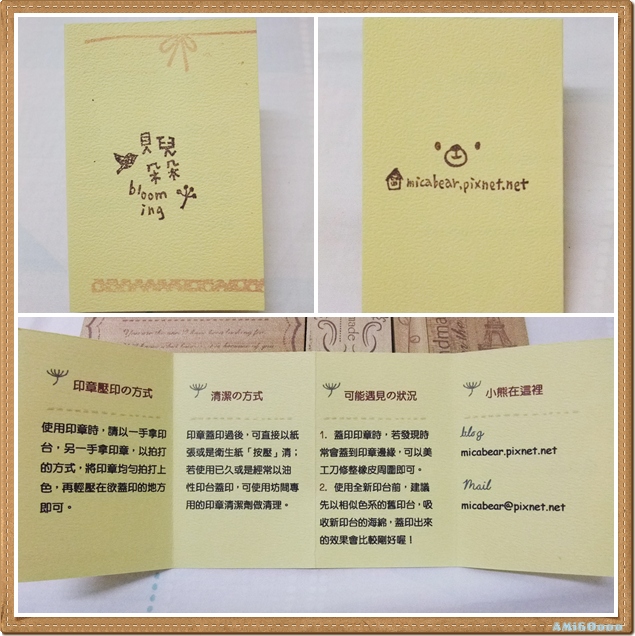 貝兒
朵朵
bloom
ing
micabear.pixnet.net
印章壓印の方式
使用印章時，請以一手拿印
台，另一手拿印章，以拍打
的方式，將印章均勻拍打上
色，再輕壓在欲蓋印的地方
即可。
清潔の方式
印章蓋印過後，可直接以紙
張或是衛生紙「按壓」清；
若使用已久或是經常以油
性印台蓋印，可使用坊間專
用的印章清潔劑做清理。
可能遇見の狀況
1. 蓋印印章時，若發現時
常會蓋到印章邊緣，可以美
工刀修整橡皮周圍即可。
2. 使用全新印台前，建議
先以相似色系的舊印台，吸
收新印台的海綿，蓋印出來
的效果會比較剛好喔！
小熊在這裡
blog
micabear.pixnet.net
Mail
micabear@pixnet.net
AMiGOooo